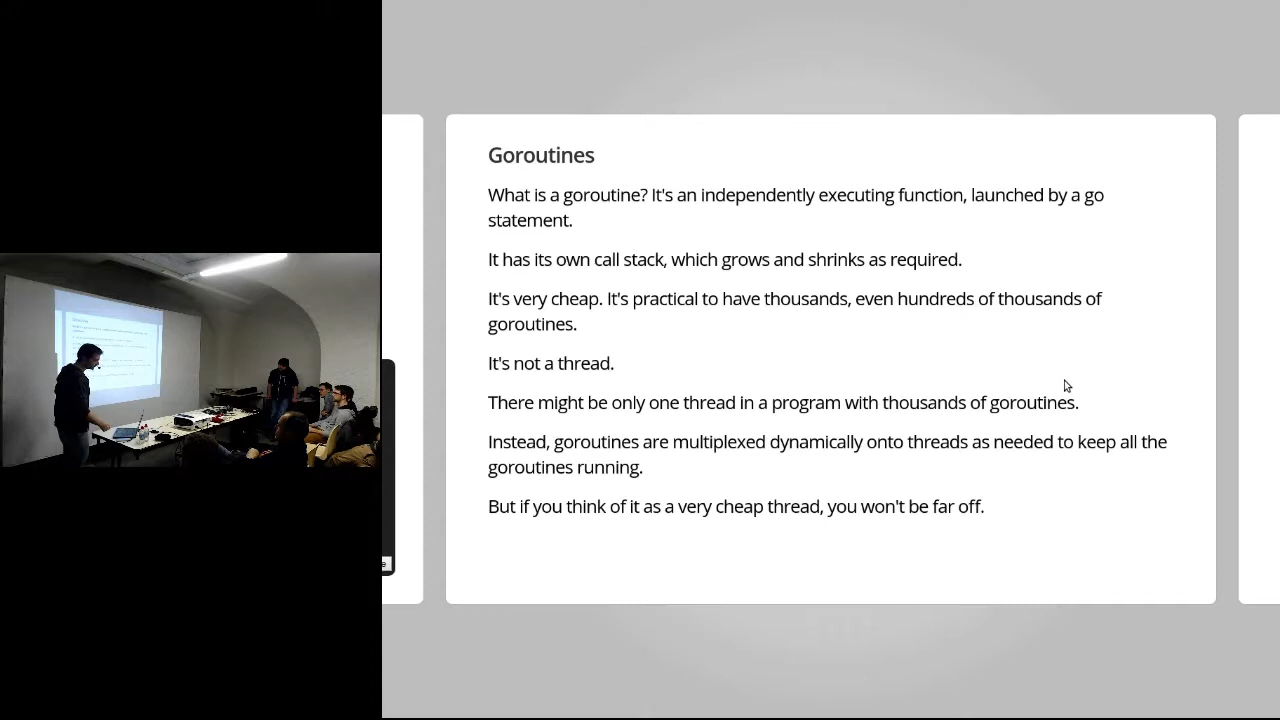 Goroutines
What is a goroutine? It's an independently executing function, launched by a go
statement.
It has its own call stack, which grows and shrinks as required.
It's very cheap. It's practical to have thousands, even hundreds of thousands of
goroutines.
It's not a thread.
There might be only one thread in a program with thousands of goroutines.
Instead, goroutines are multiplexed dynamically onto threads as needed to keep all the
goroutines running.
But if you think of it as a very cheap thread, you won't be far off.